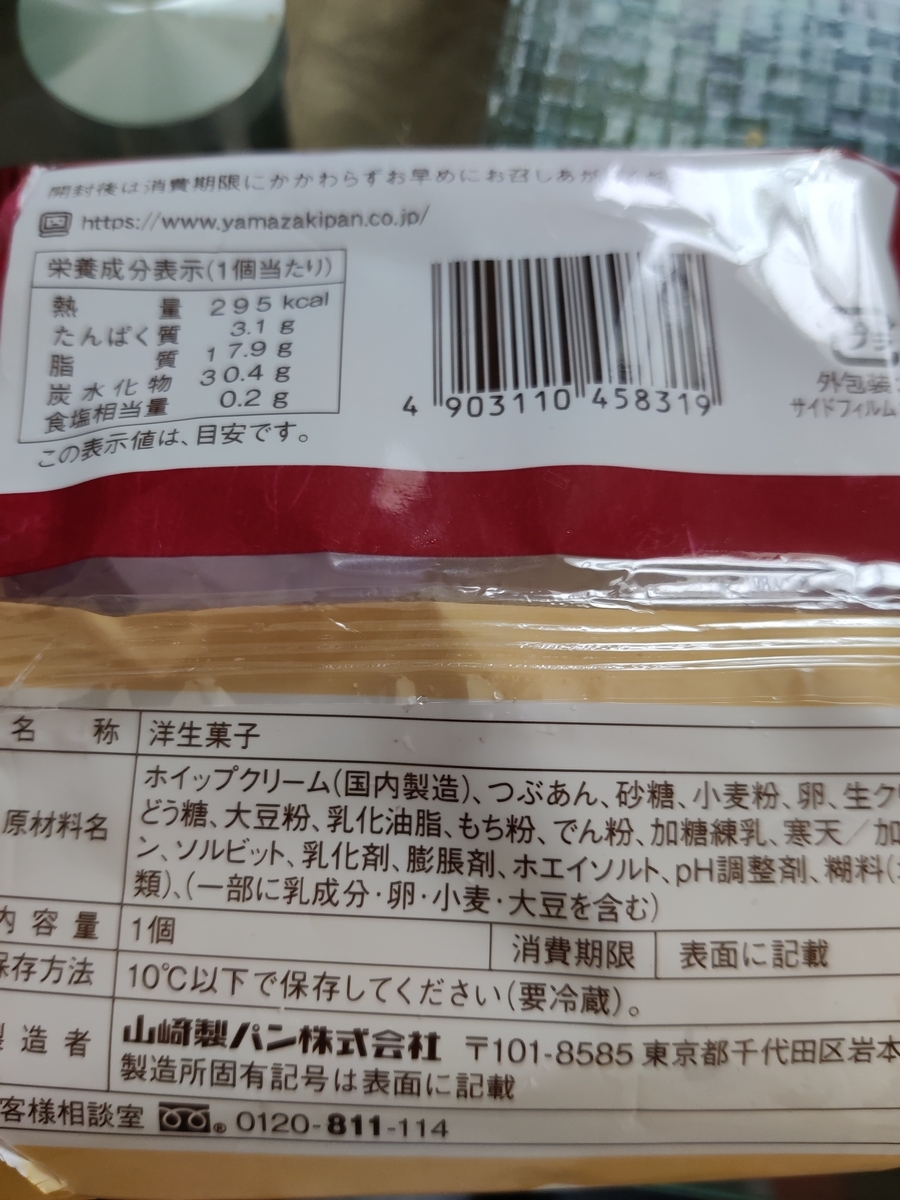 開封後は消費期限にかかわらずお早めにお召しあが
https://www.yamazakipan.co.jp/
栄養成分表示(1個当たり)
熱量 295 kcal
たんぱく質 3.1 g
脂質 17.9 g
炭水化物 30.4 g
食塩相当量 0.2 g
この表示値は、目安です。
4 903110 458319
プラ
外包装
サイドフィルム
名称 洋生菓子
原材料名 ホイップクリーム(国内製造)、つぶあん、砂糖、小麦粉、卵、生ク
どう糖、大豆粉、乳化油脂、もち粉、でん粉、加糖練乳、寒天/加
ン、ソルビット、乳化剤、膨脹剤、ホエイソルト、pH調整剤、糊料(
類)、(一部に乳成分・卵・小麦・大豆を含む)
内容量 1個 消費期限 表面に記載
保存方法 10℃以下で保存してください(要冷蔵)。
製造者 山崎製パン株式会社 〒101-8585 東京都千代田区岩本
製造所固有記号は表面に記載
客様相談室 0120-811-114